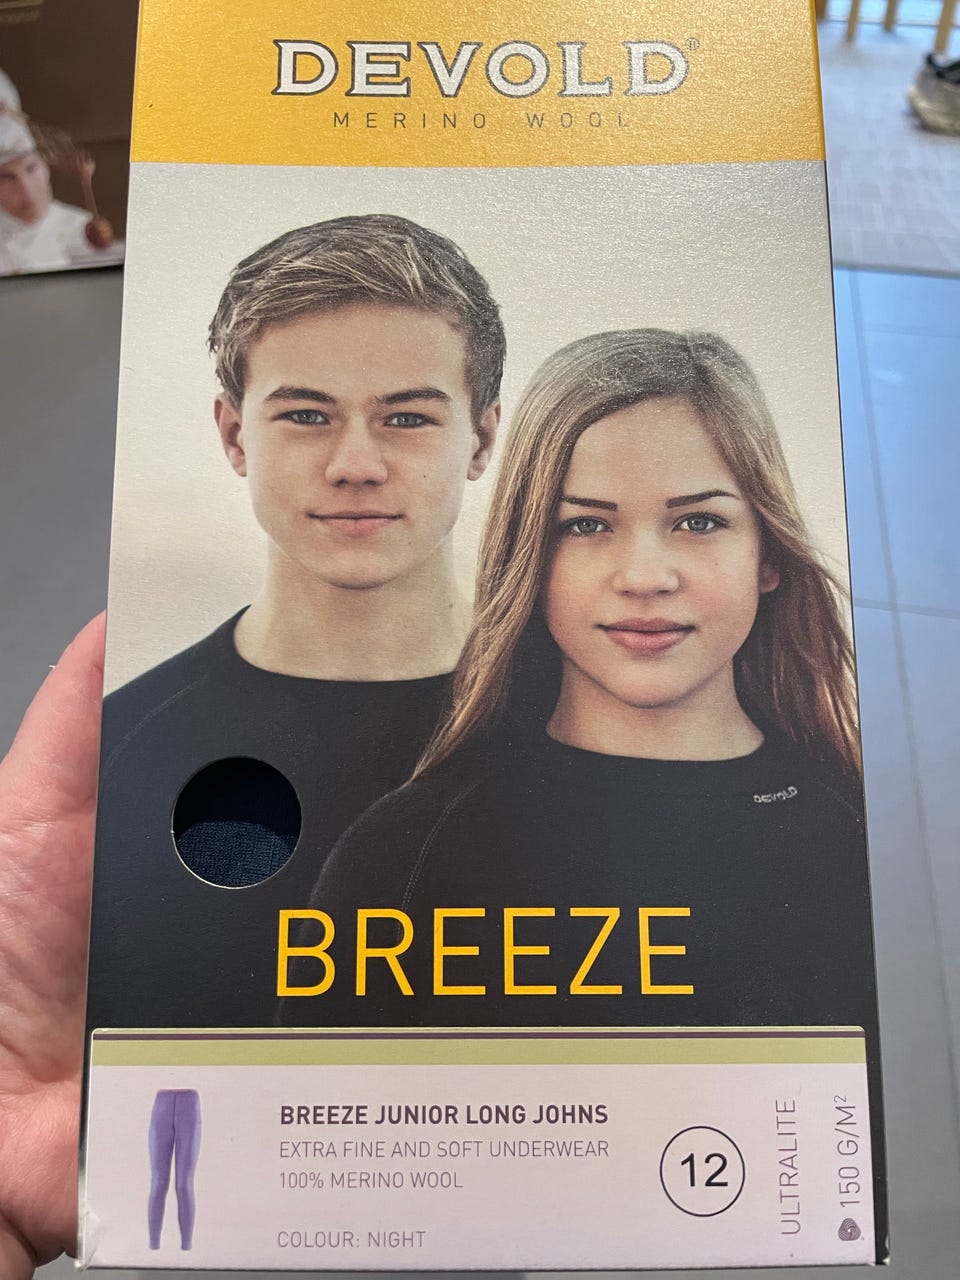 DEVOLD®
MERINO WOOL
DEVOLD
BREEZE
BREEZE JUNIOR LONG JOHNS
EXTRA FINE AND SOFT UNDERWEAR
100% MERINO WOOL
COLOUR: NIGHT
12
ULTRALITE
150 G/M²